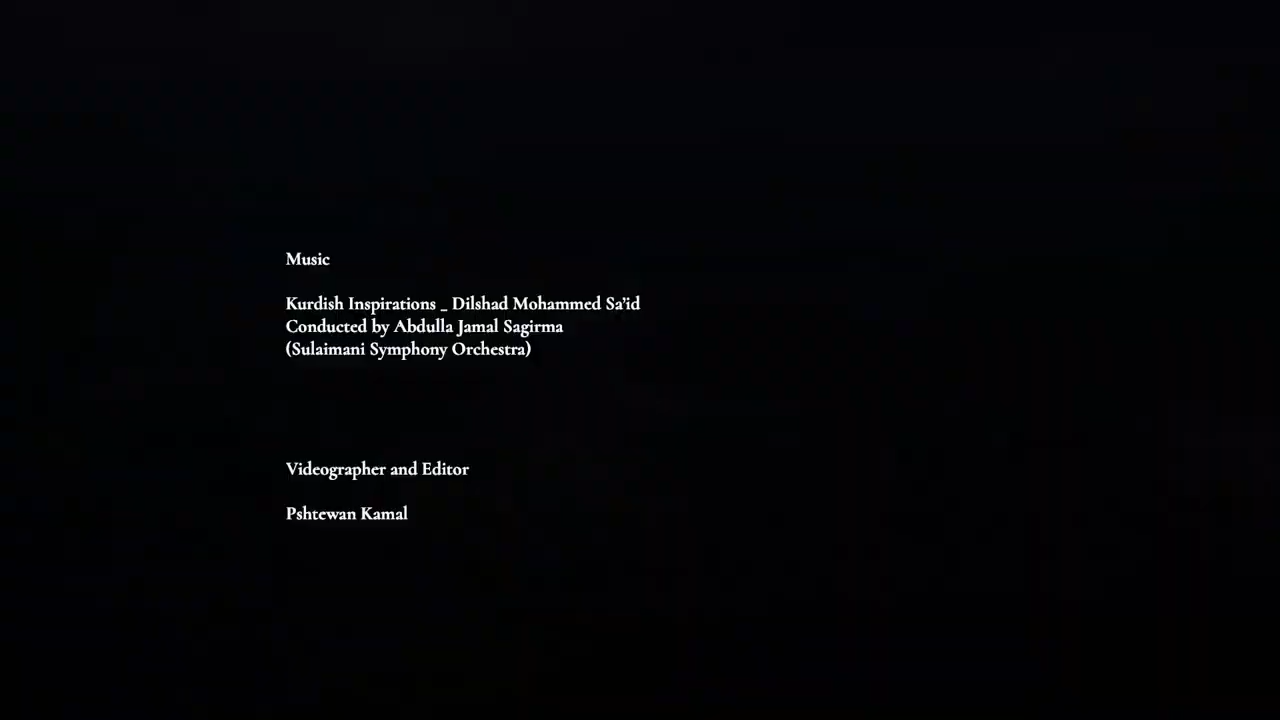 Music
Kurdish Inspirations _ Dilshad Mohammed Sa’id
Conducted by Abdulla Jamal Sagirma
(Sulaimani Symphony Orchestra)
Videographer and Editor
Pshtewan Kamal